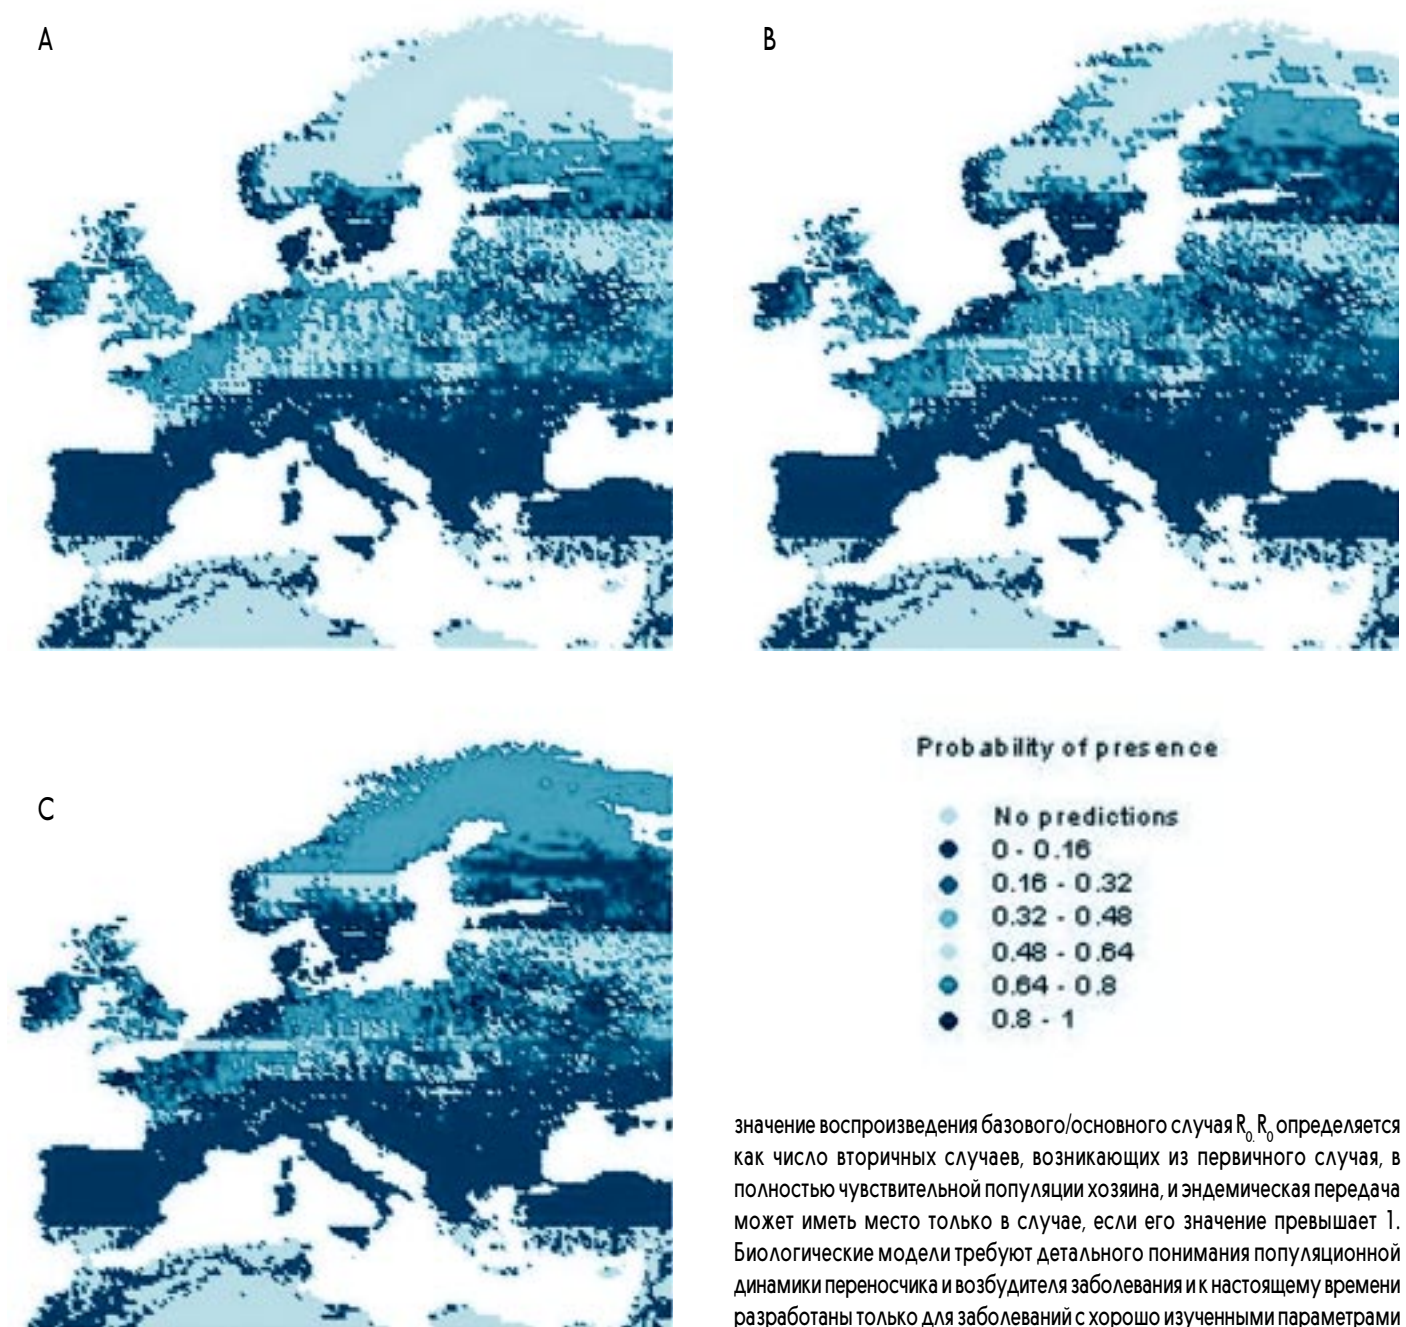 A
B
C
Probability of presence
No predictions
0 - 0.16
0.16 - 0.32
0.32 - 0.48
0.48 - 0.64
0.64 - 0.8
0.8 - 1
значение воспроизведения базового/основного случая R₀. R₀ определяется
как число вторичных случаев, возникающих из первичного случая, в
полностью чувствительной популяции хозяина, и эндемическая передача
может иметь место только в случае, если его значение превышает 1.
Биологические модели требуют детального понимания популяционной
динамики переносчика и возбудителя заболевания и к настоящему времени
разработаны только для заболеваний с хорошо изученными параметрами